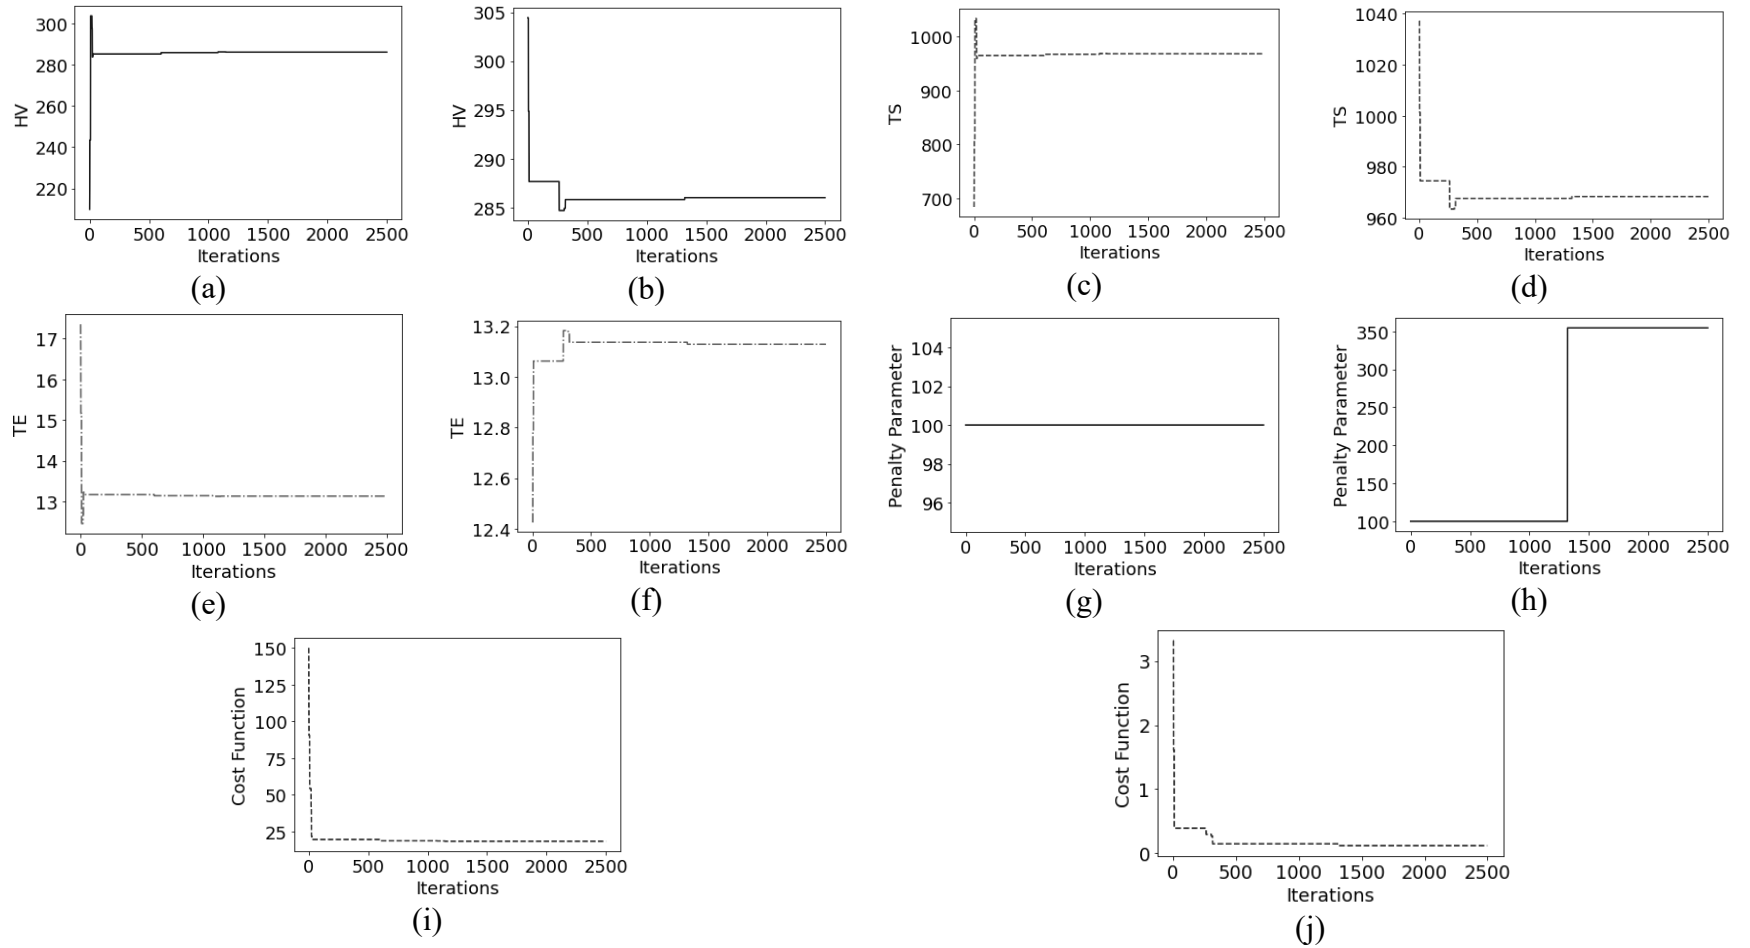 HV
300
280
260
240
220
0 500 1000 1500 2000 2500
Iterations
(a)
HV
305
300
295
290
285
0 500 1000 1500 2000 2500
Iterations
(b)
TS
1000
900
800
700
0 500 1000 1500 2000 2500
Iterations
(c)
TS
1040
1020
1000
980
960
0 500 1000 1500 2000 2500
Iterations
(d)
TE
17
16
15
14
13
0 500 1000 1500 2000 2500
Iterations
(e)
TE
13.2
13.0
12.8
12.6
12.4
0 500 1000 1500 2000 2500
Iterations
(f)
Penalty Parameter
104
102
100
98
96
0 500 1000 1500 2000 2500
Iterations
(g)
Penalty Parameter
350
300
250
200
150
100
0 500 1000 1500 2000 2500
Iterations
(h)
Cost Function
150
125
100
75
50
25
0 500 1000 1500 2000 2500
Iterations
(i)
Cost Function
3
2
1
0
0 500 1000 1500 2000 2500
Iterations
(j)